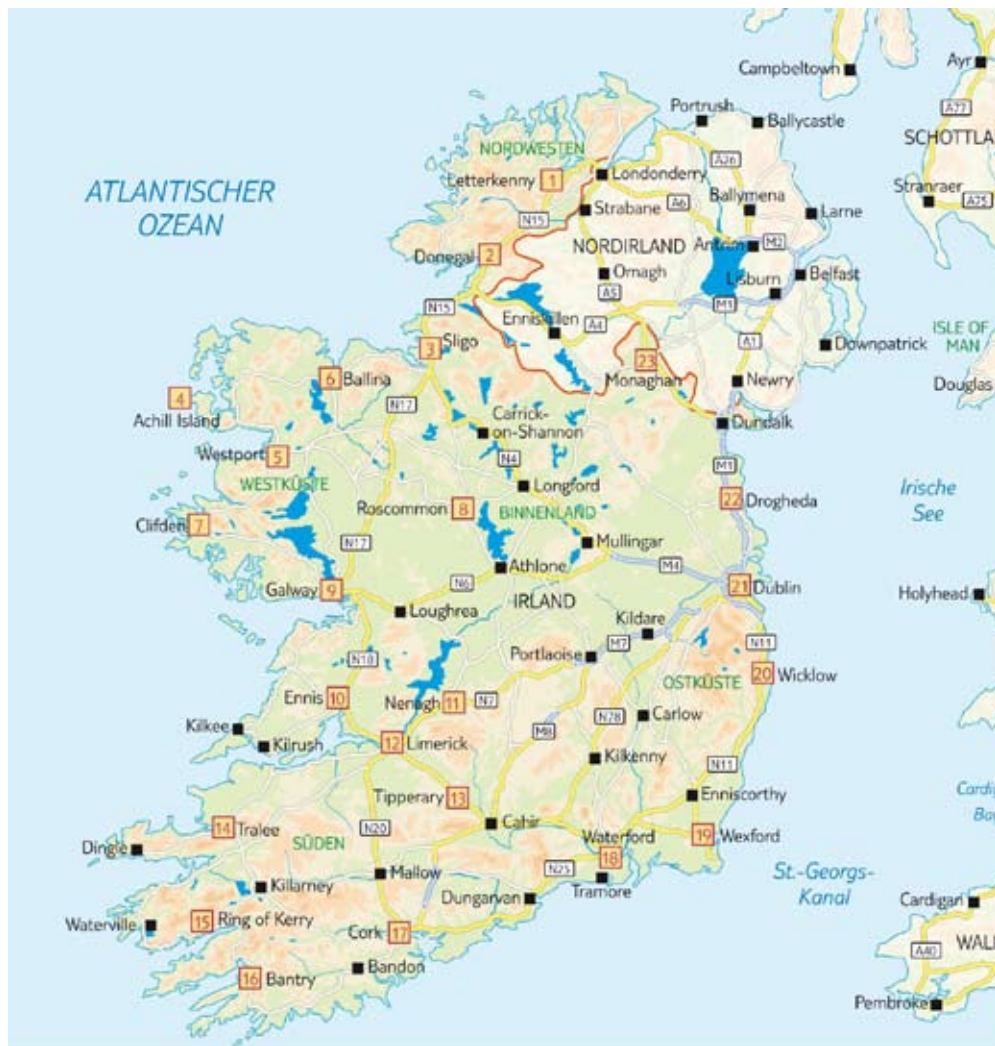 Campbeltown
Ayr
A77
Portrush
Ballycastle
SCHOTTLA
NORDWESTEN
A26
Letterkenny
1
Londonderry
Stranraer
A75
ATLANTISCHER
OZEAN
N15
Strabane
A6
Ballymena
Larne
Donegal
2
NORDIRLAND
Antrim
M2
Omagh
Lisburn
Belfast
A5
M1
N15
Enniskillen
A4
ISLE OF
MAN
Sligo
3
23
A1
Downpatrick
6
Ballina
Monaghan
Newry
Douglas
4
N17
Achill Island
Carrick-
on-Shannon
Dundalk
Westport
5
N4
M1
WESTKÜSTE
Longford
Irische
See
22
Drogheda
Roscommon
8
BINNENLAND
Clifden
7
N17
Mullingar
Athlone
M4
N6
21
Dublin
Galway
9
IRLAND
Holyhead
Loughrea
Kildare
M7
N11
N18
Portlaoise
OSTKÜSTE
20
Wicklow
Ennis
10
Nenagh
11
N7
N78
Carlow
Kilkee
M8
Kilrush
12
Limerick
Kilkenny
N11
Tipperary
13
Enniscorthy
Cardig
Ba
14
Tralee
N20
Cahir
Waterford
19
Wexford
Dingle
SÜDEN
18
N25
Mallow
Tramore
St.-Georgs-
Kanal
Killarney
Dungarvan
Cardigan
Waterville
15
Ring of Kerry
Cork
17
A40
WAL
16
Bantry
Bandon
Pembroke